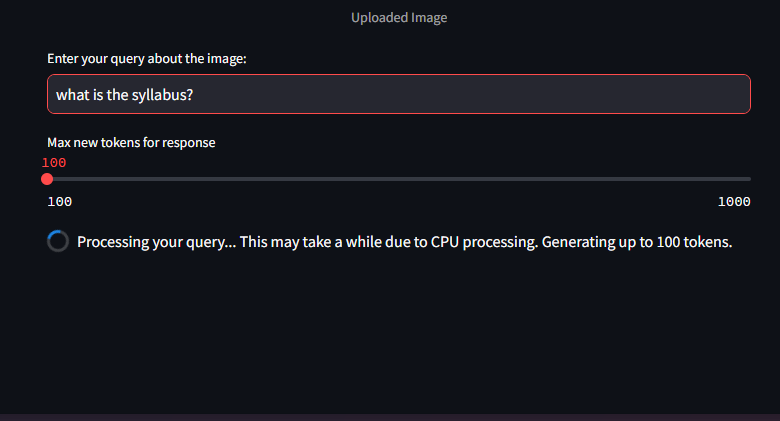 Uploaded Image
Enter your query about the image:
what is the syllabus?
Max new tokens for response
100
100 1000
Processing your query... This may take a while due to CPU processing. Generating up to 100 tokens.